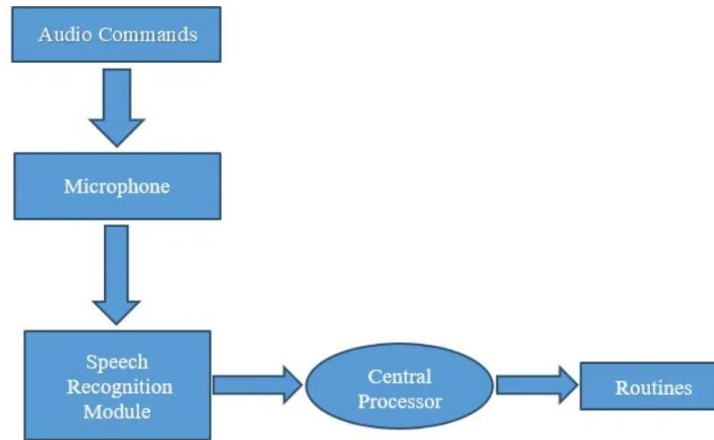 Audio Commands
Microphone
Speech
Recognition
Module
Central
Processor
Routines